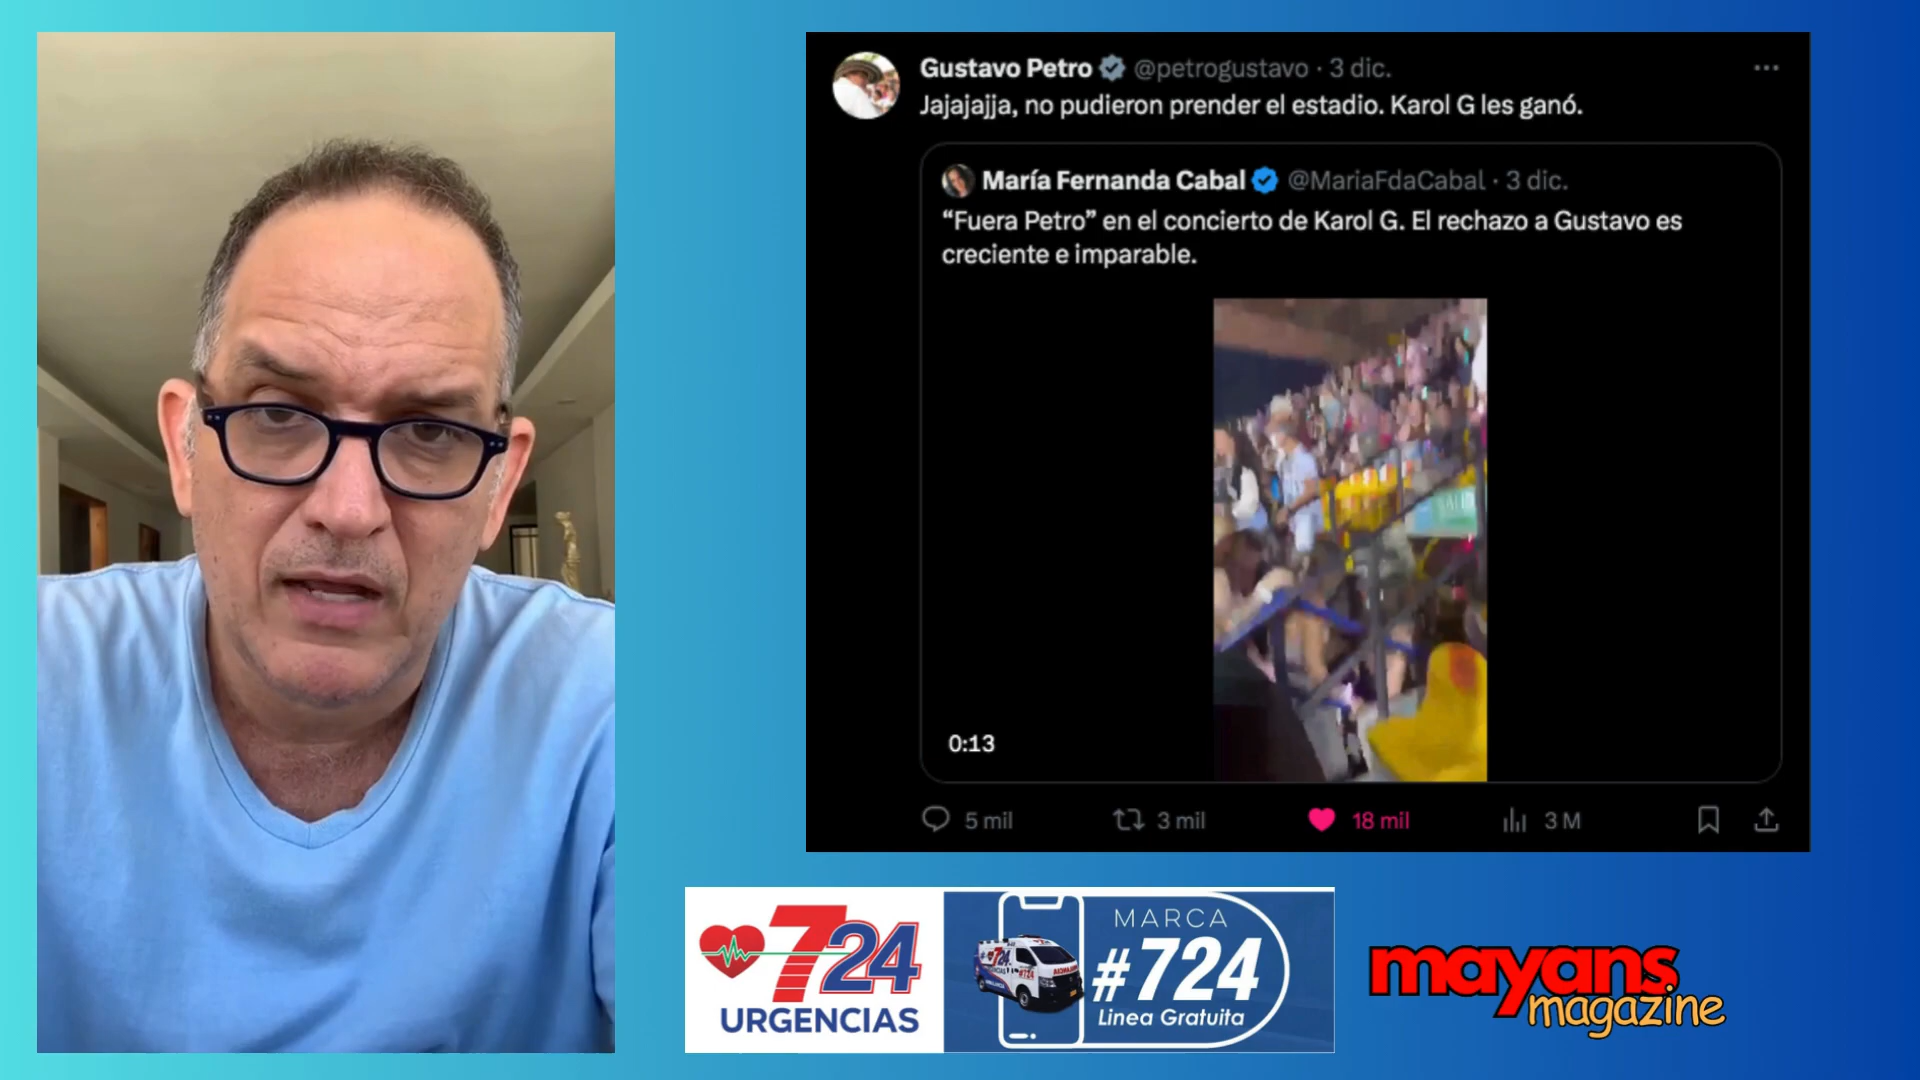 Gustavo Petro @petrogustavo · 3 dic.
Jajajajja, no pudieron prender el estadio. Karol G les ganó.
María Fernanda Cabal @MariaFdaCabal · 3 dic.
“Fuera Petro” en el concierto de Karol G. El rechazo a Gustavo es
creciente e imparable.
0:13
5 mil 3 mil 18 mil 3 M
724
URGENCIAS
MARCA
#724
Linea Gratuita
mayans
magazine